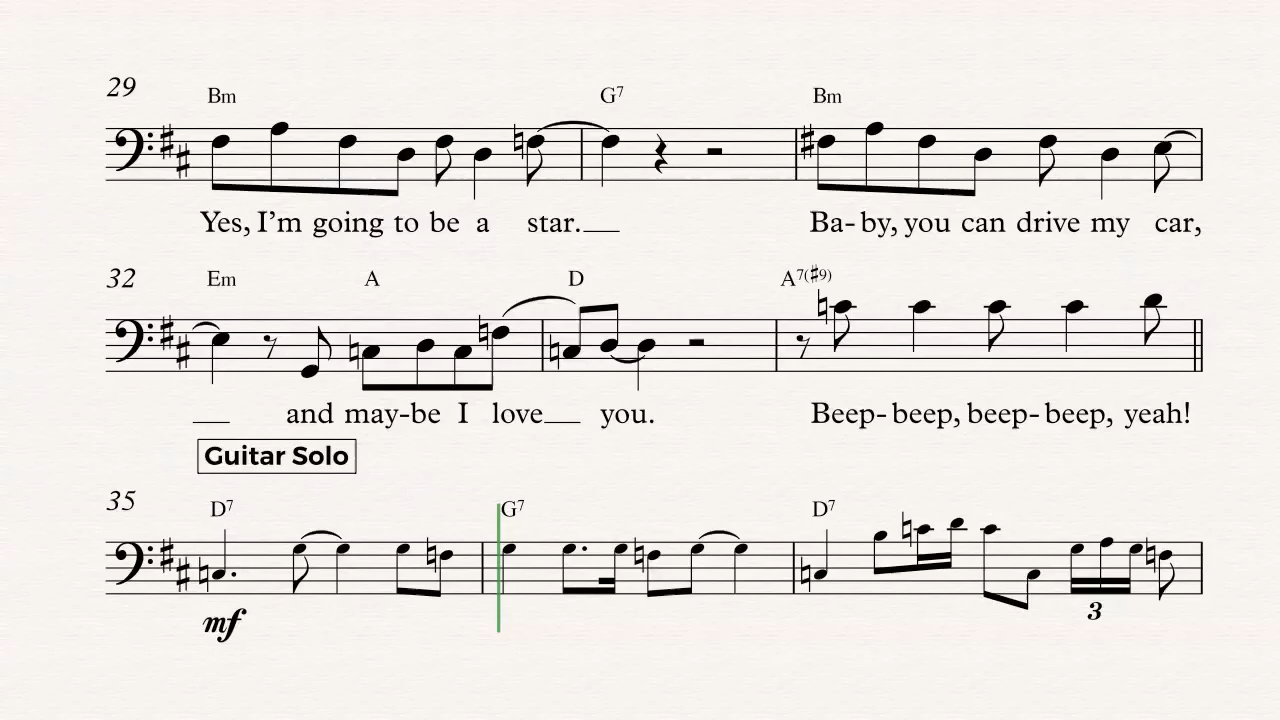 29 Bm G7 Bm
Yes, I'm going to be a star. Ba-by, you can drive my car,
32 Em A D A7(♯9)
and may-be I love you. Beep-beep, beep-beep, yeah!
Guitar Solo
35 D7 G7 D7
mf 3